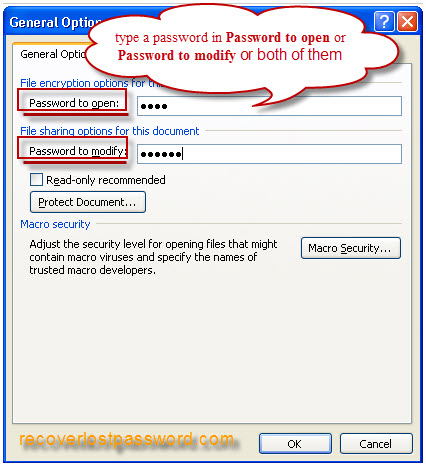 General Option
type a password in Password to open or
Password to modify or both of them
General Optio
File encryption options for this
Password to open:
File sharing options for this document
Password to modify:
Read-only recommended
Protect Document...
Macro security
Adjust the security level for opening files that might
contain macro viruses and specify the names of
trusted macro developers.
Macro Security...
recoverlostpassword.com
OK
Cancel